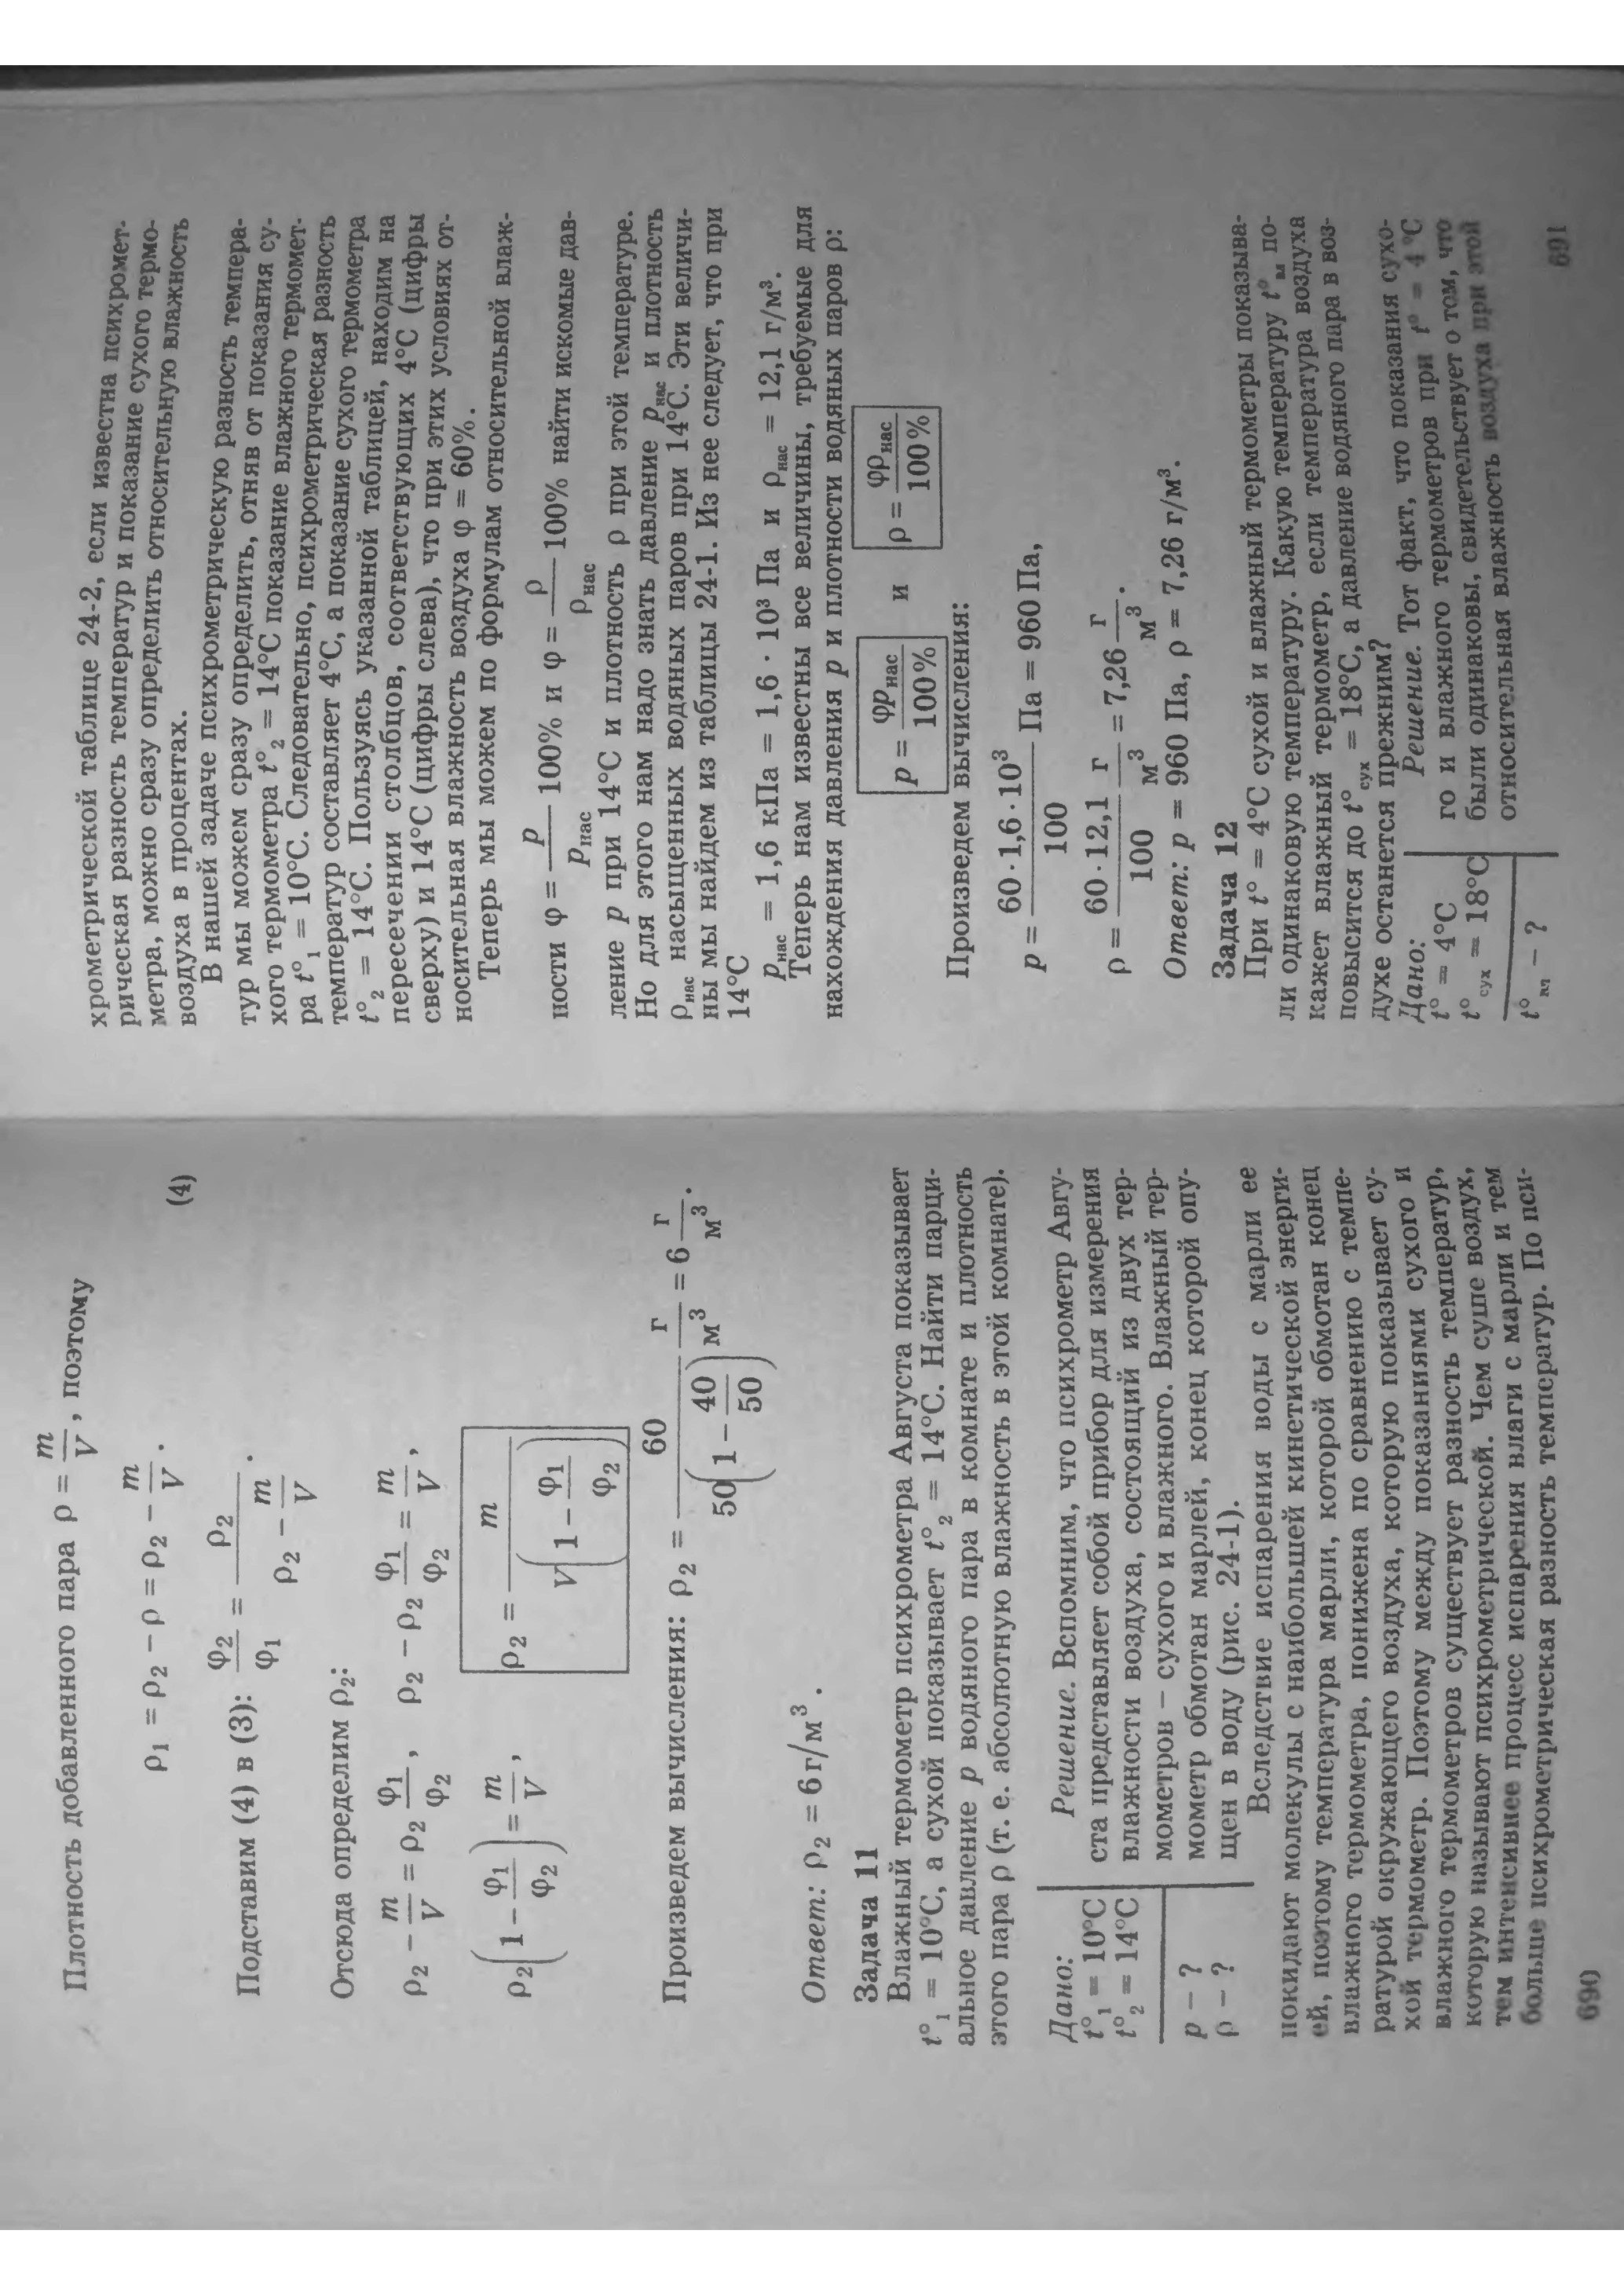 Плотность добавленного пара ρ = m/V, поэтому
ρ₁ = ρ₂ − ρ = ρ₂ − m/V. (4)
Подставим (4) в (3): φ₂/φ₁ = ρ₂/(ρ₂ − m/V).
Отсюда определим ρ₂:
ρ₂ − m/V = ρ₂ φ₁/φ₂, ρ₂ − ρ₂ φ₁/φ₂ = m/V,
ρ₂(1 − φ₁/φ₂) = m/V, ρ₂ = m/(V(1 − φ₁/φ₂))
Произведем вычисления: ρ₂ = 60/(50(1 − 40/50)) г/м³ = 6 г/м³.
Ответ: ρ₂ = 6 г/м³.
Задача 11
Влажный термометр психрометра Августа показывает
t°₁ = 10°С, а сухой показывает t°₂ = 14°С. Найти парци-
альное давление p водяного пара в комнате и плотность
этого пара ρ (т. е. абсолютную влажность в этой комнате).
Дано:
t°₁ = 10°С
t°₂ = 14°С
p − ?
ρ − ?
Решение. Вспомним, что психрометр Авгу-
ста представляет собой прибор для измерения
влажности воздуха, состоящий из двух тер-
мометров – сухого и влажного. Влажный тер-
мометр обмотан марлей, конец которой опу-
щен в воду (рис. 24-1).
Вследствие испарения воды с марли ее
покидают молекулы с наибольшей кинетической энерги-
ей, поэтому температура марли, которой обмотан конец
влажного термометра, понижена по сравнению с темпе-
ратурой окружающего воздуха, которую показывает су-
хой термометр. Поэтому между показаниями сухого и
влажного термометров существует разность температур,
которую называют психрометрической. Чем суше воздух,
тем интенсивнее процесс испарения влаги с марли и тем
больше психрометрическая разность температур. По пси-
690
хрометрической таблице 24-2, если известна психромет-
рическая разность температур и показание сухого термо-
метра, можно сразу определить относительную влажность
воздуха в процентах.
В нашей задаче психрометрическую разность темпера-
тур мы можем сразу определить, отняв от показания су-
хого термометра t°₂ = 14°С показание влажного термомет-
ра t°₁ = 10°С. Следовательно, психрометрическая разность
температур составляет 4°С, а показание сухого термометра
t°₂ = 14°С. Пользуясь указанной таблицей, находим на
пересечении столбцов, соответствующих 4°С (цифры
сверху) и 14°С (цифры слева), что при этих условиях от-
носительная влажность воздуха φ = 60%.
Теперь мы можем по формулам относительной влаж-
ности φ = p/pнас 100% и φ = ρ/ρнас 100% найти искомые дав-
ление p при 14°С и плотность ρ при этой температуре.
Но для этого нам надо знать давление pнас и плотность
ρнас насыщенных водяных паров при 14°С. Эти величи-
ны мы найдем из таблицы 24-1. Из нее следует, что при
14°С
pнас = 1,6 кПа = 1,6 · 10³ Па и ρнас = 12,1 г/м³.
Теперь нам известны все величины, требуемые для
нахождения давления p и плотности водяных паров ρ:
p = φpнас/100% и ρ = φρнас/100%
Произведем вычисления:
p = 60·1,6·10³/100 Па = 960 Па,
ρ = 60·12,1/100 г/м³ = 7,26 г/м³.
Ответ: p = 960 Па, ρ = 7,26 г/м³.
Задача 12
При t° = 4°С сухой и влажный термометры показыва-
ли одинаковую температуру. Какую температуру t°м по-
кажет влажный термометр, если температура воздуха
повысится до t°сух = 18°С, а давление водяного пара в воз-
духе останется прежним?
Дано:
t° = 4°С
t°сух = 18°С
t°вл − ?
Решение. Тот факт, что показания сухо-
го и влажного термометров при t° = 4 °С
были одинаковы, свидетельствует о том, что
относительная влажность воздуха при этой
691